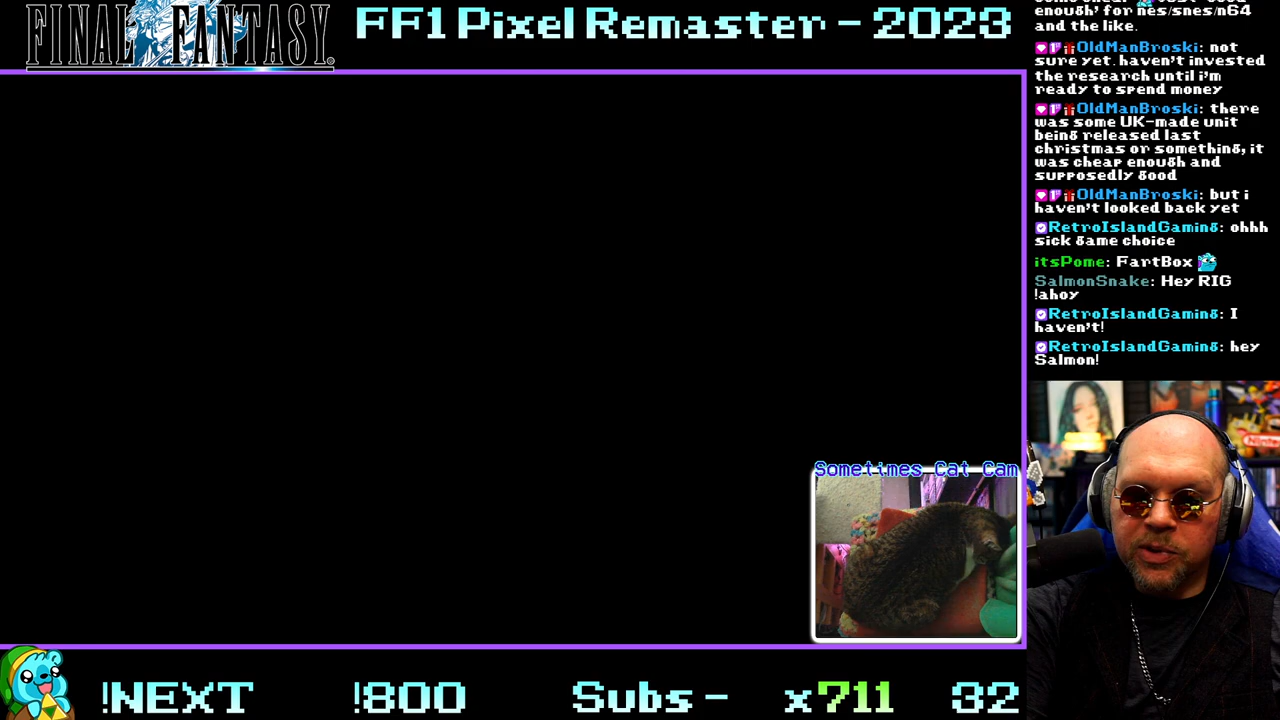 FINAL FANTASY®
FF1 Pixel Remaster - 2023
enough' for nes/snes/n64
and the like.
OldManBroski: not
sure yet. haven't invested
the research until i'm
ready to spend money
OldManBroski: there
was some UK-made unit
being released last
christmas or something, it
was cheap enough and
supposedly good
OldManBroski: but i
haven't looked back yet
RetroIslandGaming: ohhh
sick game choice
itsPome: FartBox
SalmonSnake: Hey RIG
!ahoy
RetroIslandGaming: I
haven't!
RetroIslandGaming: hey
Salmon!
Sometimes Cat Cam
!NEXT !800 Subs - x711 32